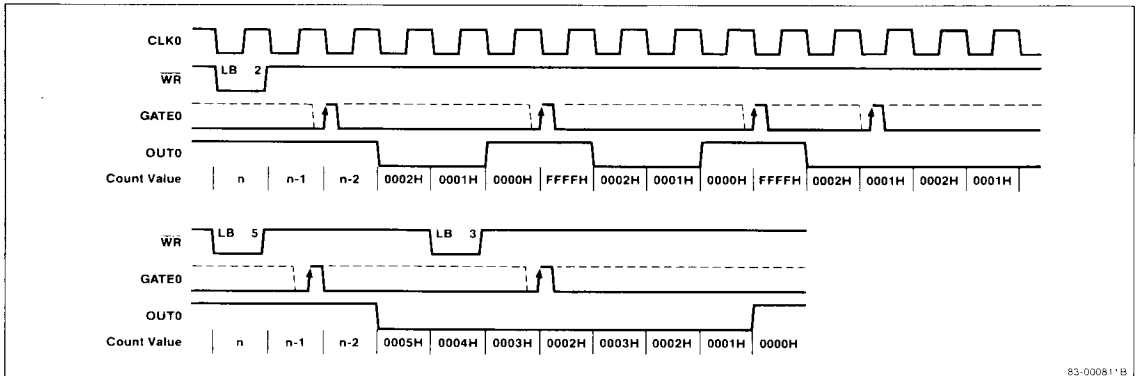 CLK0
WR LB 2
GATE0
OUT0
Count Value n n-1 n-2 0002H 0001H 0000H FFFFH 0002H 0001H 0000H FFFFH 0002H 0001H 0002H 0001H
WR LB 5 LB 3
GATE0
OUT0
Count Value n n-1 n-2 0005H 0004H 0003H 0002H 0003H 0002H 0001H 0000H
83-000811B